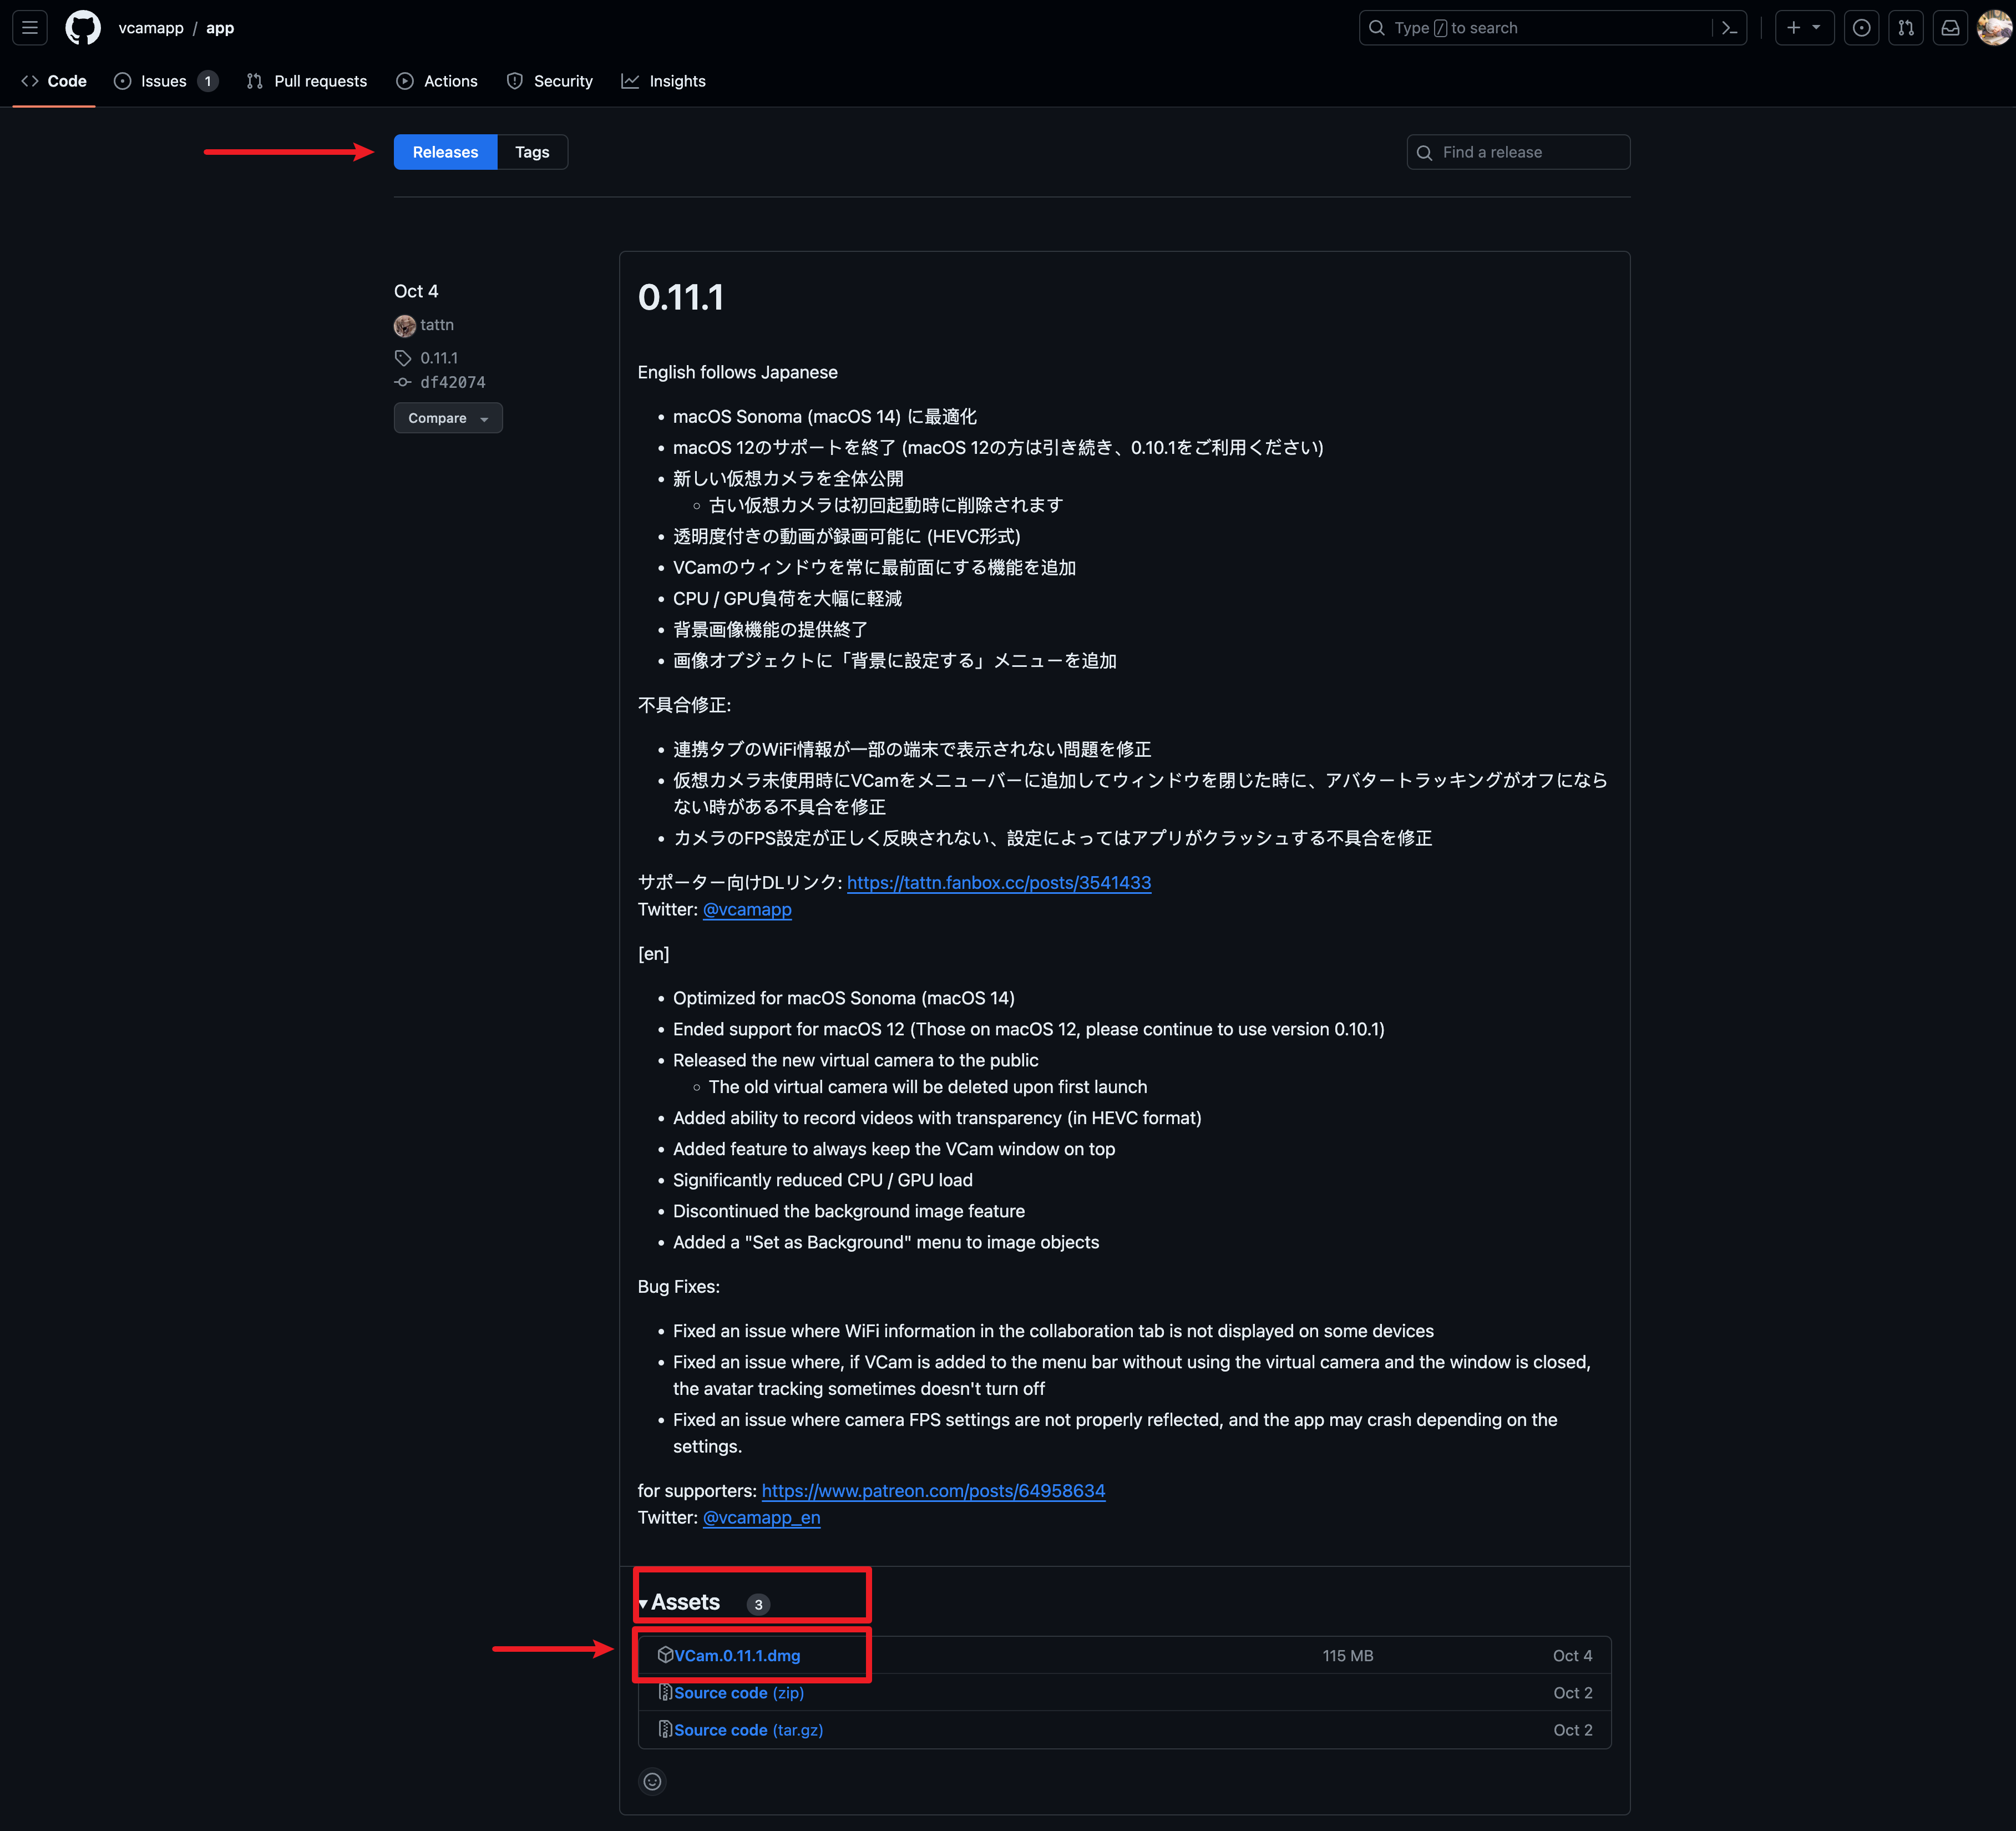 vcamapp / app
Type / to search
Code
Issues 1
Pull requests
Actions
Security
Insights
Releases
Tags
Find a release
Oct 4
tattn
0.11.1
df42074
Compare
0.11.1
English follows Japanese
macOS Sonoma (macOS 14) に最適化
macOS 12のサポートを終了 (macOS 12の方は引き続き、0.10.1をご利用ください)
新しい仮想カメラを全体公開
古い仮想カメラは初回起動時に削除されます
透明度付きの動画が録画可能に (HEVC形式)
VCamのウィンドウを常に最前面にする機能を追加
CPU / GPU負荷を大幅に軽減
背景画像機能の提供終了
画像オブジェクトに「背景に設定する」メニューを追加
不具合修正:
連携タブのWiFi情報が一部の端末で表示されない問題を修正
仮想カメラ未使用時にVCamをメニューバーに追加してウィンドウを閉じた時に、アバタートラッキングがオフになら
ない時がある不具合を修正
カメラのFPS設定が正しく反映されない、設定によってはアプリがクラッシュする不具合を修正
サポーター向けDLリンク: https://tattn.fanbox.cc/posts/3541433
Twitter: @vcamapp
[en]
Optimized for macOS Sonoma (macOS 14)
Ended support for macOS 12 (Those on macOS 12, please continue to use version 0.10.1)
Released the new virtual camera to the public
The old virtual camera will be deleted upon first launch
Added ability to record videos with transparency (in HEVC format)
Added feature to always keep the VCam window on top
Significantly reduced CPU / GPU load
Discontinued the background image feature
Added a "Set as Background" menu to image objects
Bug Fixes:
Fixed an issue where WiFi information in the collaboration tab is not displayed on some devices
Fixed an issue where, if VCam is added to the menu bar without using the virtual camera and the window is closed,
the avatar tracking sometimes doesn't turn off
Fixed an issue where camera FPS settings are not properly reflected, and the app may crash depending on the
settings.
for supporters: https://www.patreon.com/posts/64958634
Twitter: @vcamapp_en
Assets 3
VCam.0.11.1.dmg 115 MB Oct 4
Source code (zip) Oct 2
Source code (tar.gz) Oct 2